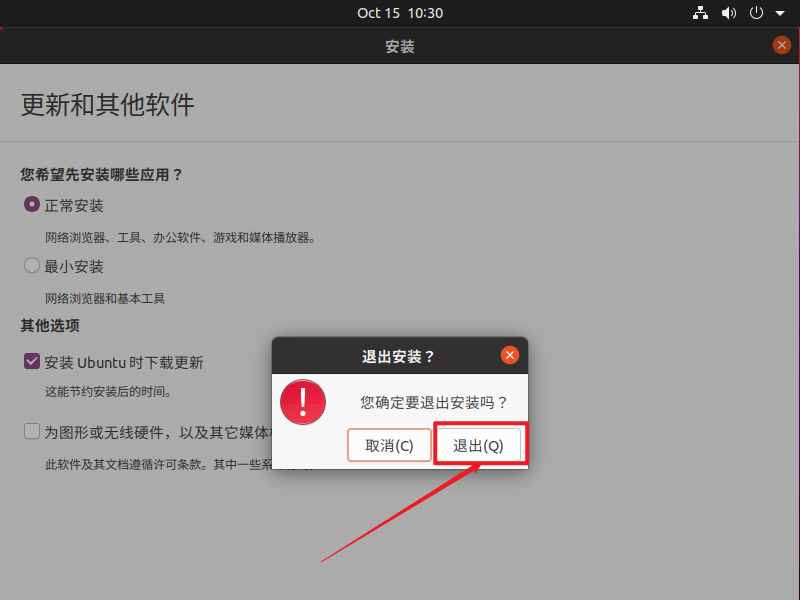 Oct 15 10:30
安装
更新和其他软件
您希望先安装哪些应用？
正常安装
网络浏览器、工具、办公软件、游戏和媒体播放器。
最小安装
网络浏览器和基本工具
其他选项
安装 Ubuntu 时下载更新
这能节约安装后的时间。
为图形或无线硬件，以及其它媒体
此软件及其文档遵循许可条款。其中一些
退出安装？
您确定要退出安装吗？
取消(C)
退出(Q)